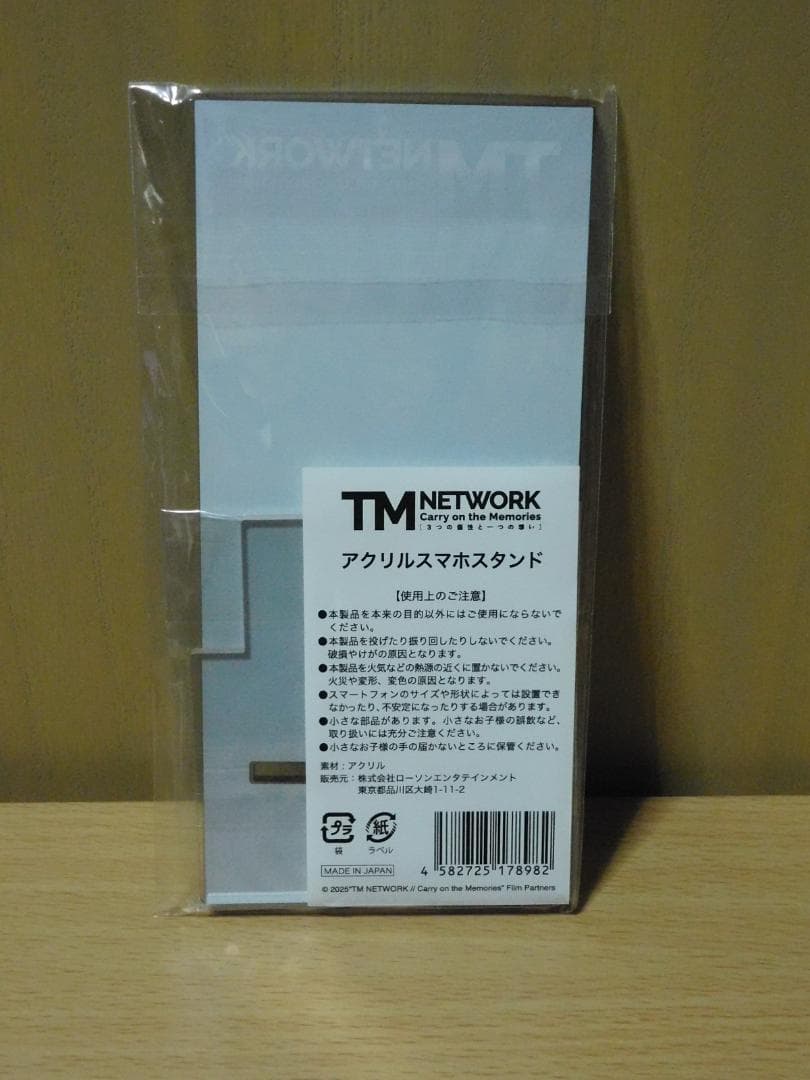 TM NETWORK
TM NETWORK
Carry on the Memories
[3つの個性と一つの想い]
アクリルスマホスタンド
【使用上のご注意】
●本製品を本来の目的以外にはご使用にならないで
ください。
●本製品を投げたり振り回したりしないでください。
破損やけがの原因となります。
●本製品を火気などの熱源の近くに置かないでください。
火災や変形、変色の原因となります。
●スマートフォンのサイズや形状によっては設置でき
なかったり、不安定になったりする場合があります。
●小さな部品があります。小さなお子様の誤飲など、
取り扱いには充分ご注意ください。
●小さなお子様の手の届かないところに保管ください。
素材:アクリル
販売元:株式会社ローソンエンタテインメント
東京都品川区大崎1-11-2
プラ 紙
袋 ラベル
MADE IN JAPAN
4 582725 178982
© 2025"TM NETWORK // Carry on the Memories" Film Partners